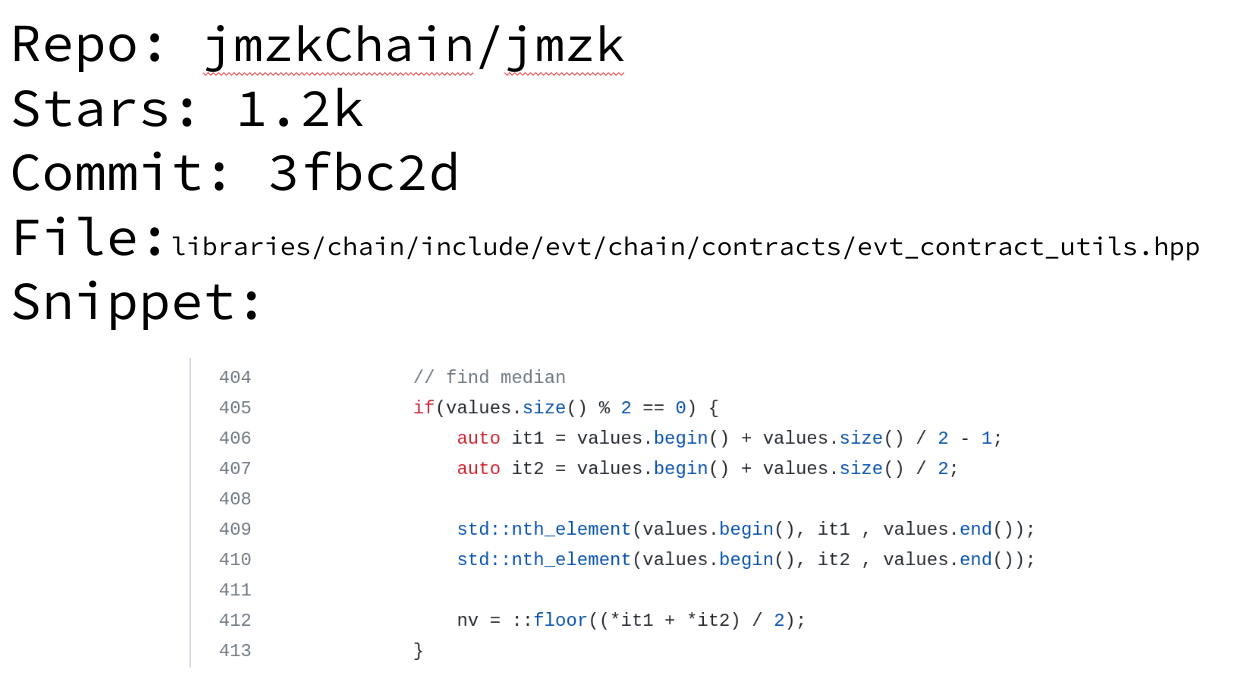 Repo: jmzkChain/jmzk
Stars: 1.2k
Commit: 3fbc2d
File:libraries/chain/include/evt/chain/contracts/evt_contract_utils.hpp
Snippet:
404 // find median
405 if(values.size() % 2 == 0) {
406 auto it1 = values.begin() + values.size() / 2 - 1;
407 auto it2 = values.begin() + values.size() / 2;
408
409 std::nth_element(values.begin(), it1 , values.end());
410 std::nth_element(values.begin(), it2 , values.end());
411
412 nv = ::floor((*it1 + *it2) / 2);
413 }